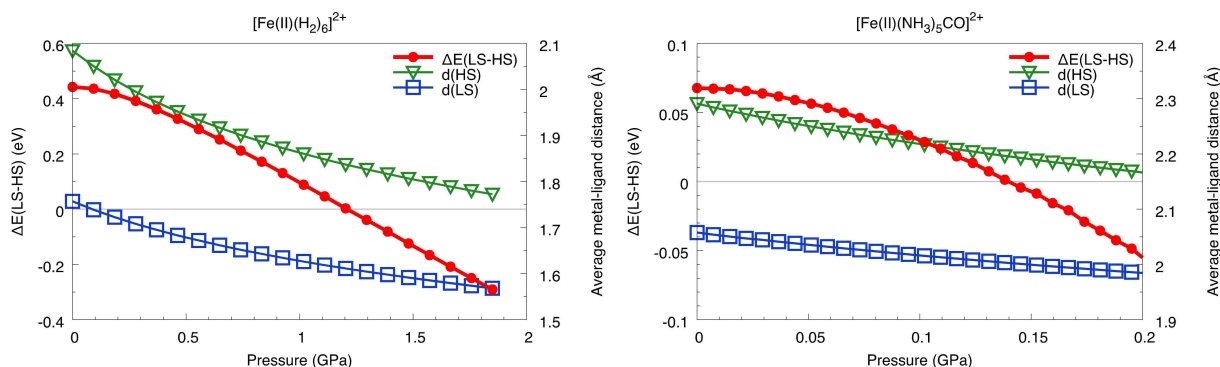 [Fe(II)(H₂)₆]²⁺
ΔE(LS-HS) (eV)
0.6
0.4
0.2
0
-0.2
-0.4
ΔE(LS-HS)
d(HS)
d(LS)
2.1
2
1.9
1.8
1.7
1.6
1.5
Average metal-ligand distance (Å)
0 0.5 1 1.5 2
Pressure (GPa)
[Fe(II)(NH₃)₅CO]²⁺
ΔE(LS-HS) (eV)
0.1
0.05
0
-0.05
-0.1
ΔE(LS-HS)
d(HS)
d(LS)
2.4
2.3
2.2
2.1
2
1.9
Average metal-ligand distance (Å)
0 0.05 0.1 0.15 0.2
Pressure (GPa)